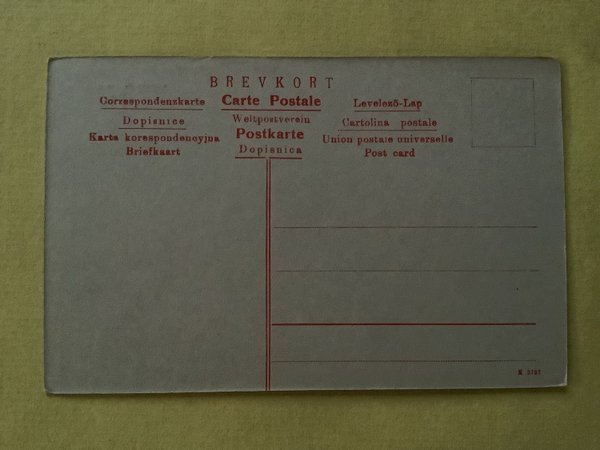 BREVKORT
Correspondenzkarte Carte Postale Levelező-Lap
Dopisnice Weltpostverein Cartolina postale
Karta korespondencyjna Postkarte Union postale universelle
Briefkaart Dopisnica Post card